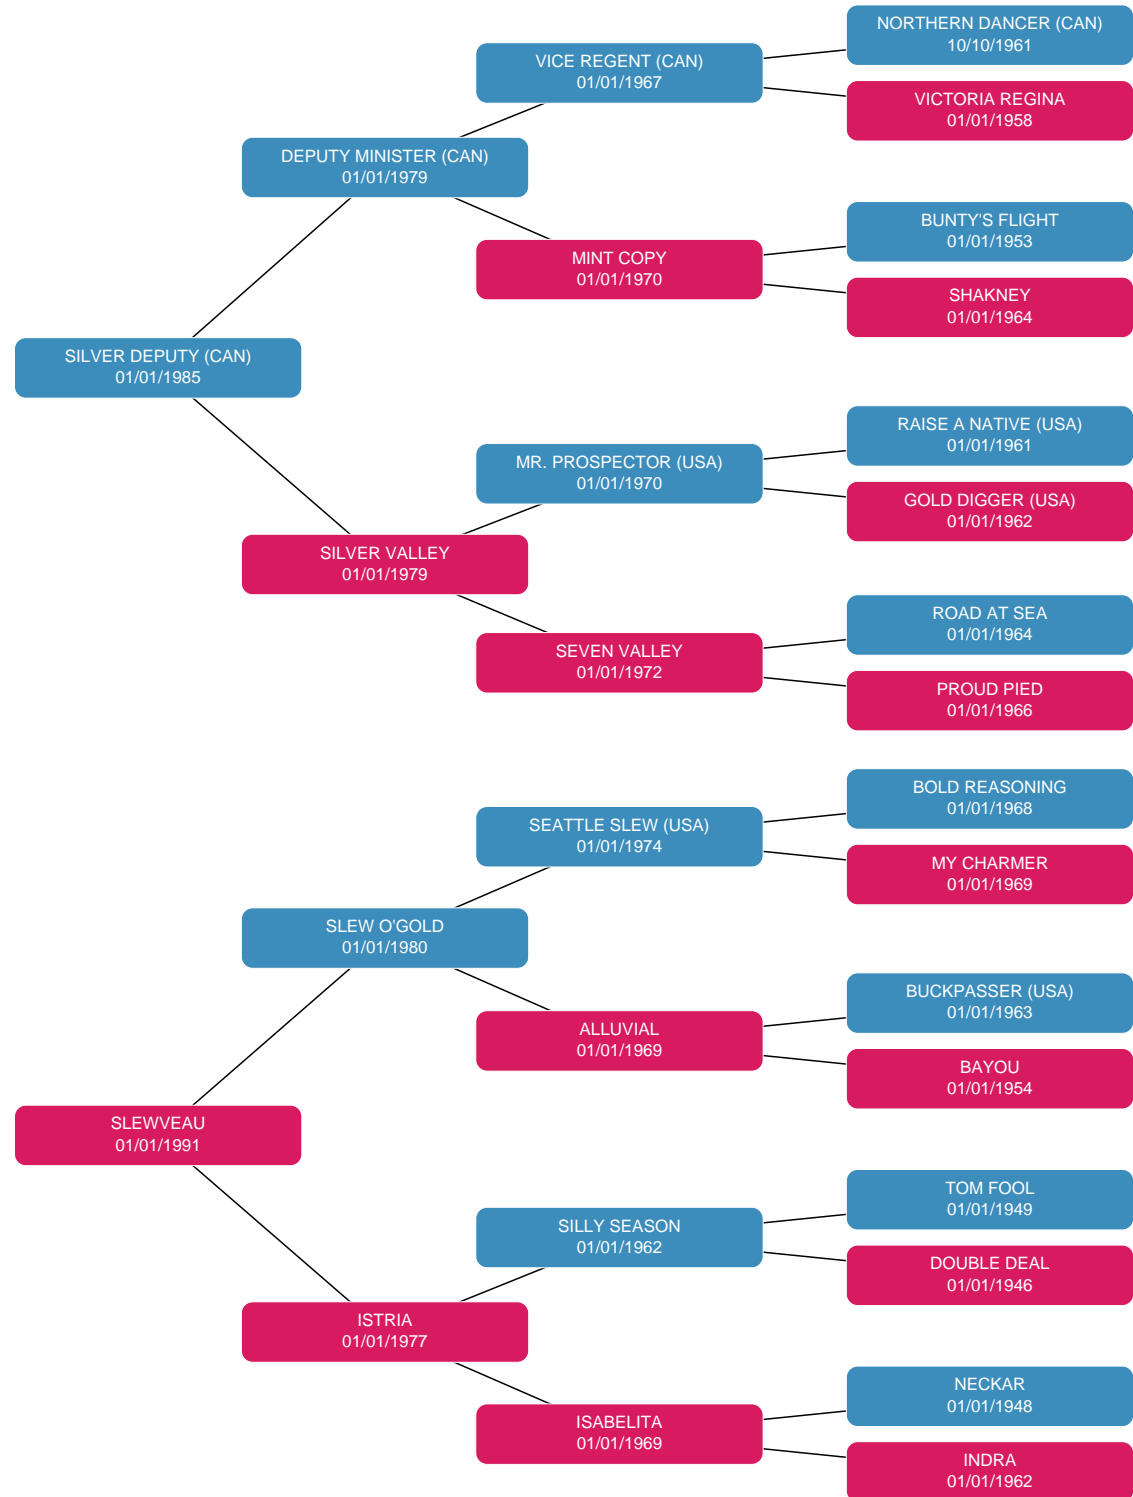 NORTHERN DANCER (CAN)
10/10/1961
VICE REGENT (CAN)
01/01/1967
VICTORIA REGINA
01/01/1958
DEPUTY MINISTER (CAN)
01/01/1979
BUNTY'S FLIGHT
01/01/1953
MINT COPY
01/01/1970
SHAKNEY
01/01/1964
SILVER DEPUTY (CAN)
01/01/1985
RAISE A NATIVE (USA)
01/01/1961
MR. PROSPECTOR (USA)
01/01/1970
GOLD DIGGER (USA)
01/01/1962
SILVER VALLEY
01/01/1979
ROAD AT SEA
01/01/1964
SEVEN VALLEY
01/01/1972
PROUD PIED
01/01/1966
BOLD REASONING
01/01/1968
SEATTLE SLEW (USA)
01/01/1974
MY CHARMER
01/01/1969
SLEW O'GOLD
01/01/1980
BUCKPASSER (USA)
01/01/1963
ALLUVIAL
01/01/1969
BAYOU
01/01/1954
SLEWVEAU
01/01/1991
TOM FOOL
01/01/1949
SILLY SEASON
01/01/1962
DOUBLE DEAL
01/01/1946
ISTRIA
01/01/1977
NECKAR
01/01/1948
ISABELITA
01/01/1969
INDRA
01/01/1962